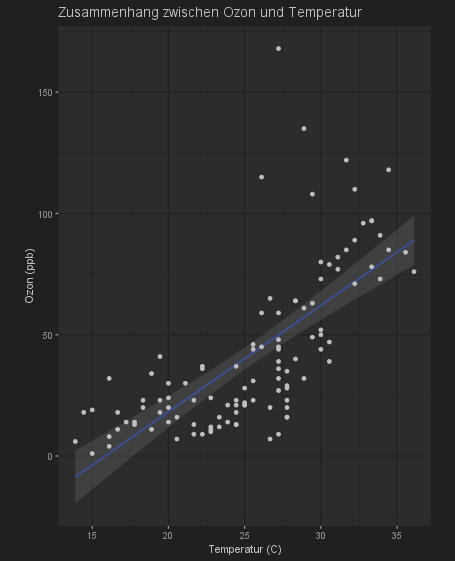 Zusammenhang zwischen Ozon und Temperatur
150
100
50
0
Ozon (ppb)
15 20 25 30 35
Temperatur (C)